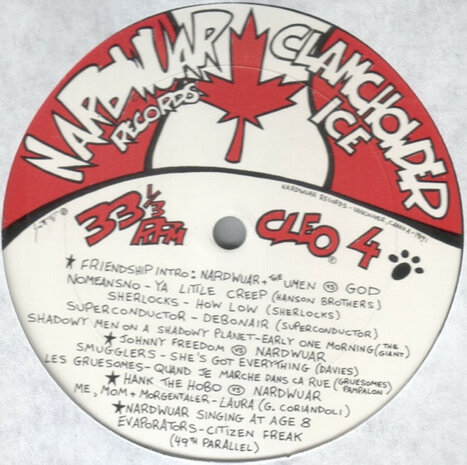 NARDWUAR RECORDS
CLAMCHOWDER ICE
NARDWUAR RECORDS - VANCOUVER, CANADA - 1991
33 1/3 RPM
CLEO 4
★ FRIENDSHIP INTRO: NARDWUAR + THE UMEN VS GOD
NOMEANSNO - YA LITTLE CREEP (HANSON BROTHERS)
SHERLOCKS - HOW LOW (SHERLOCKS)
SUPERCONDUCTOR - DEBONAIR (SUPERCONDUCTOR)
SHADOWY MEN ON A SHADOWY PLANET - EARLY ONE MORNING (THE GIANT)
★ JOHNNY FREEDOM VS NARDWUAR
SMUGGLERS - SHE'S GOT EVERYTHING (DAVIES)
LES GRUESOMES - QUAND JE MARCHE DANS CA RUE (GRUESOMES PAMPALON)
★ HANK THE HOBO VS NARDWUAR
ME, MOM + MORGENTALER - LAURA (G. CORIANDOLI)
★ NARDWUAR SINGING AT AGE 8
EVAPORATORS - CITIZEN FREAK
(49TH PARALLEL)